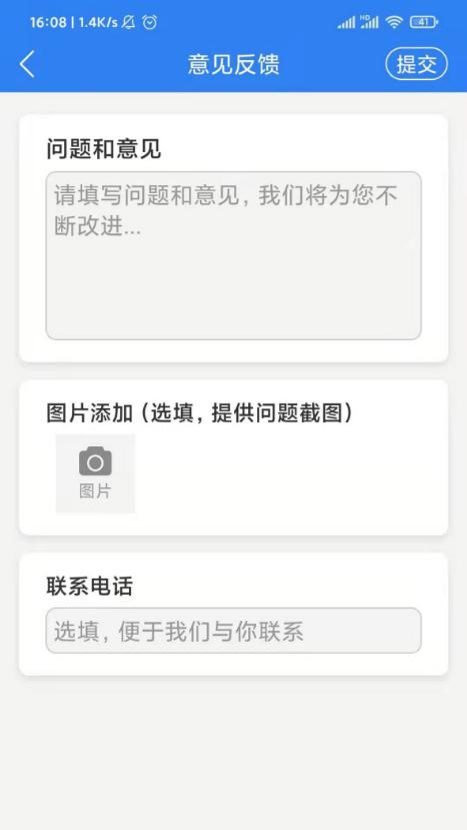 16:08 | 1.4K/s
HD
41
意见反馈
提交
问题和意见
请填写问题和意见，我们将为您不
断改进...
图片添加（选填，提供问题截图）
图片
联系电话
选填，便于我们与你联系